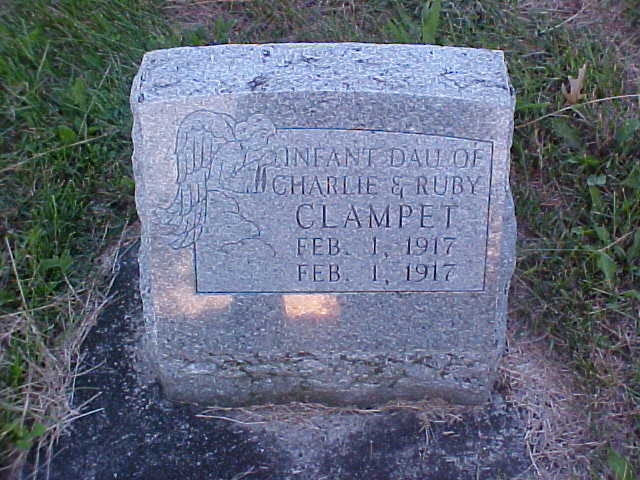 INFANT DAU OF
CHARLIE & RUBY
CLAMPET
FEB. 1, 1917
FEB. 1, 1917